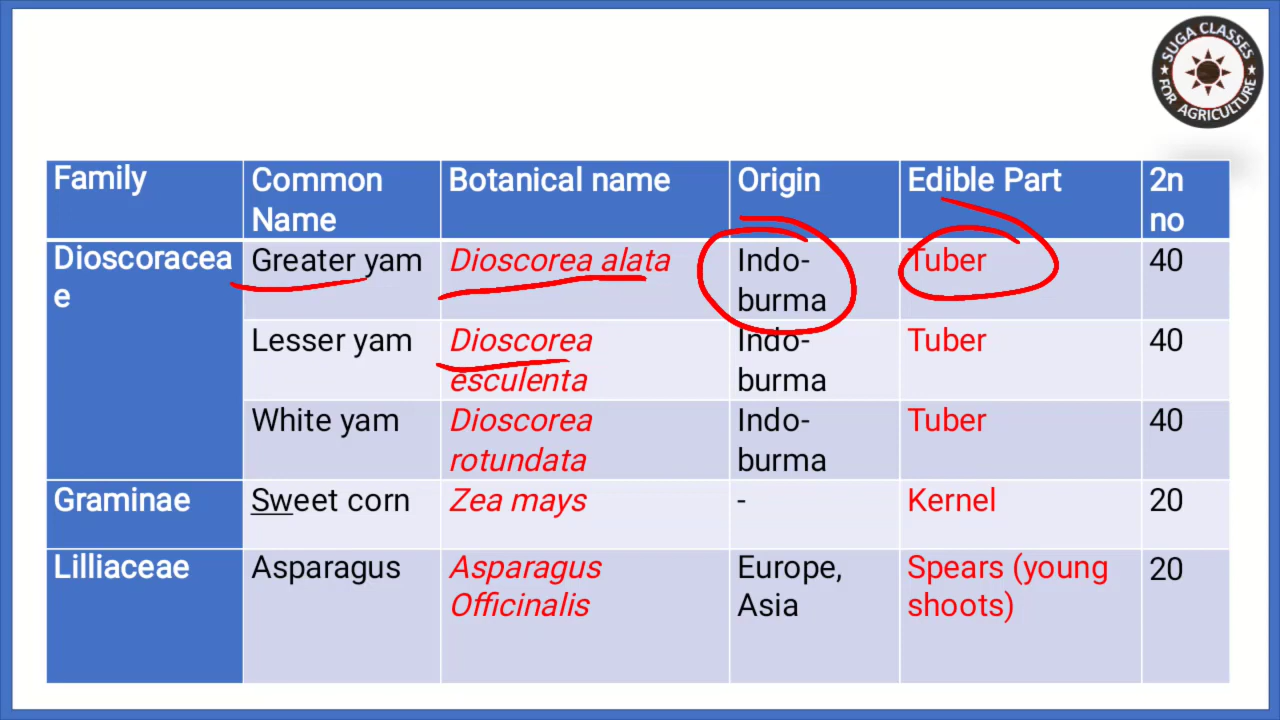 SUGA CLASSES
FOR AGRICULTURE
Family
Common
Name
Botanical name
Origin
Edible Part
2n
no
Dioscoracea
e
Greater yam
Dioscorea alata
Indo-
burma
Tuber
40
Lesser yam
Dioscorea
esculenta
Indo-
burma
Tuber
40
White yam
Dioscorea
rotundata
Indo-
burma
Tuber
40
Graminae
Sweet corn
Zea mays
-
Kernel
20
Lilliaceae
Asparagus
Asparagus
Officinalis
Europe,
Asia
Spears (young
shoots)
20